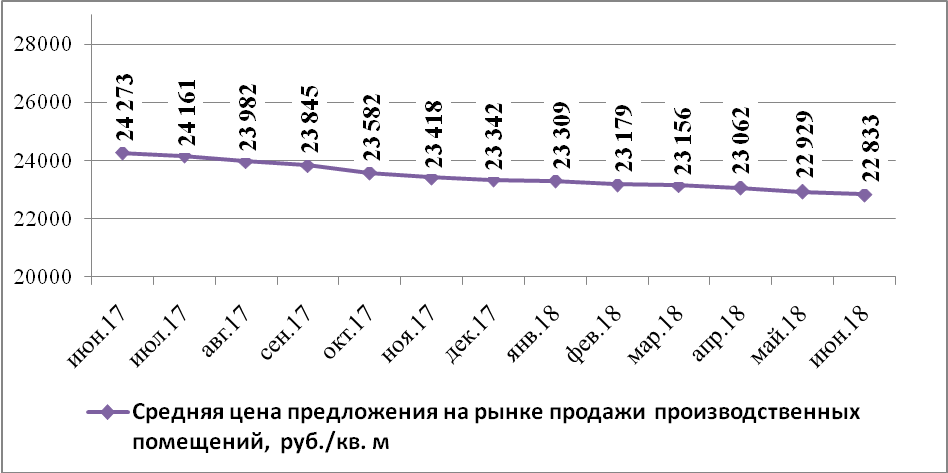 28000
26000
24000
22000
20000
24 273
24 161
23 982
23 845
23 582
23 418
23 342
23 309
23 179
23 156
23 062
22 929
22 833
июн.17
июл.17
авг.17
сен.17
окт.17
ноя.17
дек.17
янв.18
фев.18
мар.18
апр.18
май.18
июн.18
Средняя цена предложения на рынке продажи производственных
помещений, руб./кв. м